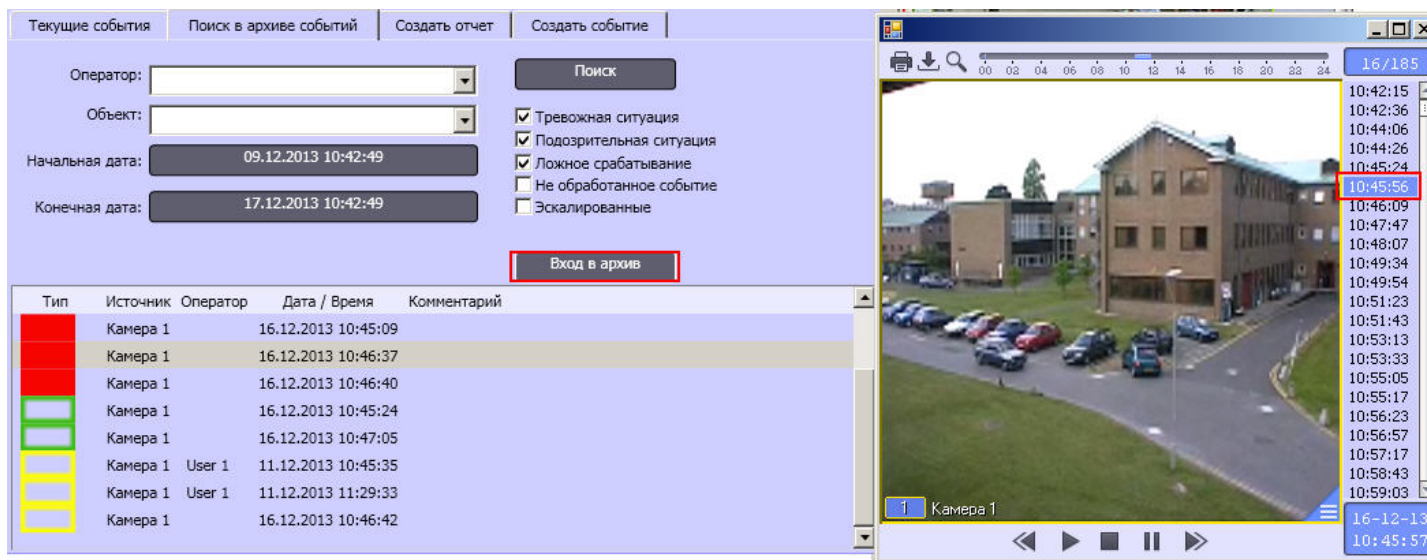 Текущие события Поиск в архиве событий Создать отчет Создать событие
Оператор:
Поиск
Объект:
Тревожная ситуация
Подозрительная ситуация
Начальная дата: 09.12.2013 10:42:49
Ложное срабатывание
Не обработанное событие
Конечная дата: 17.12.2013 10:42:49
Эскалированные
Вход в архив
Тип Источник Оператор Дата / Время Комментарий
Камера 1 16.12.2013 10:45:09
Камера 1 16.12.2013 10:46:37
Камера 1 16.12.2013 10:46:40
Камера 1 16.12.2013 10:45:24
Камера 1 16.12.2013 10:47:05
Камера 1 User 1 11.12.2013 10:45:35
Камера 1 User 1 11.12.2013 11:29:33
Камера 1 16.12.2013 10:46:42
00 02 04 06 08 10 12 14 16 18 20 22 24
16/185
10:42:15
10:42:36
10:44:06
10:44:26
10:45:24
10:45:56
10:46:09
10:47:47
10:48:07
10:49:34
10:49:54
10:51:23
10:51:43
10:53:13
10:53:33
10:55:05
10:55:17
10:56:23
10:56:57
10:57:17
10:58:43
10:59:03
1 Камера 1
16-12-13
10:45:57